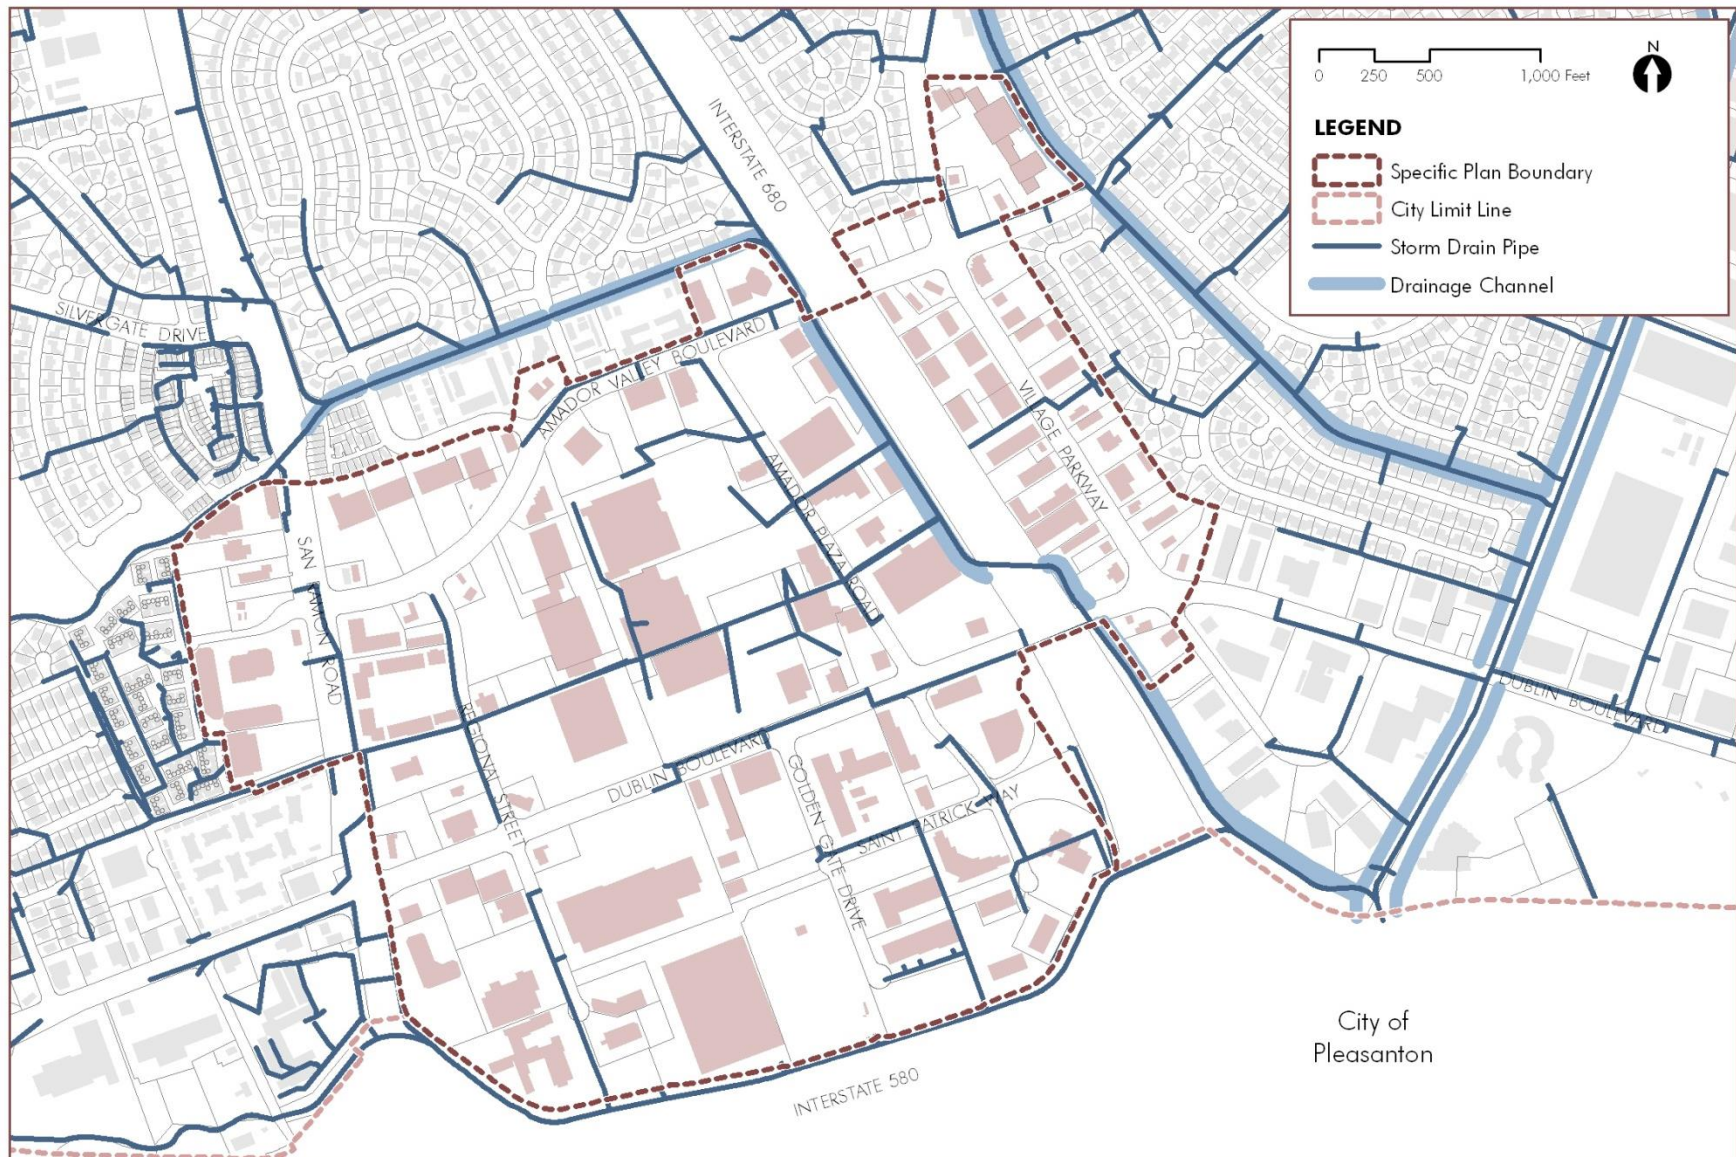 N
0 250 500 1,000 Feet
LEGEND
Specific Plan Boundary
City Limit Line
Storm Drain Pipe
Drainage Channel
INTERSTATE 680
SILVERGATE DRIVE
AMADOR VALLEY BOULEVARD
VILLAGE PARKWAY
AMADOR PLAZA ROAD
SAN RAMON ROAD
REGIONAL STREET
DUBLIN BOULEVARD
DUBLIN BOULEVARD
GOLDEN GATE DRIVE
SAINT PATRICK WAY
INTERSTATE 580
City of
Pleasanton